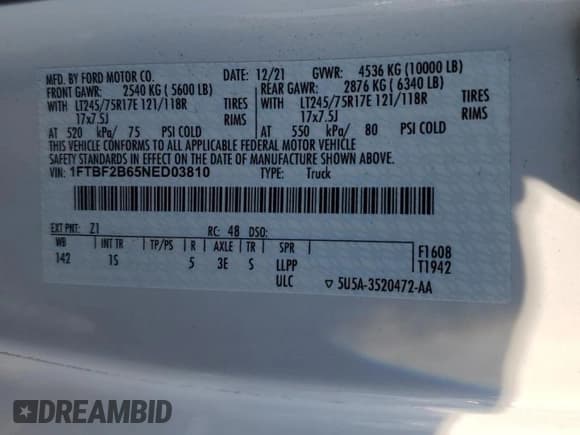 MFD. BY FORD MOTOR CO. DATE: 12/21 GVWR: 4536 KG (10000 LB)
FRONT GAWR: 2540 KG ( 5600 LB) REAR GAWR: 2876 KG ( 6340 LB)
WITH LT245/75R17E 121/118R TIRES WITH LT245/75R17E 121/118R TIRES
17x7.5J RIMS 17x7.5J RIMS
AT 520 kPa/ 75 PSI COLD AT 550 kPa/ 80 PSI COLD
THIS VEHICLE CONFORMS TO ALL APPLICABLE FEDERAL MOTOR VEHICLE
SAFETY STANDARDS IN EFFECT ON THE DATE OF MANUFACTURE SHOWN ABOVE.
VIN: 1FTBF2B65NED03810 TYPE: Truck
EXT PNT: Z1 RC: 48 DSO:
WB INT TR TP/PS R AXLE TR SPR F1608
142 1S 5 3E S LLPP T1942
ULC ▽ 5U5A-3520472-AA
DREAMBID